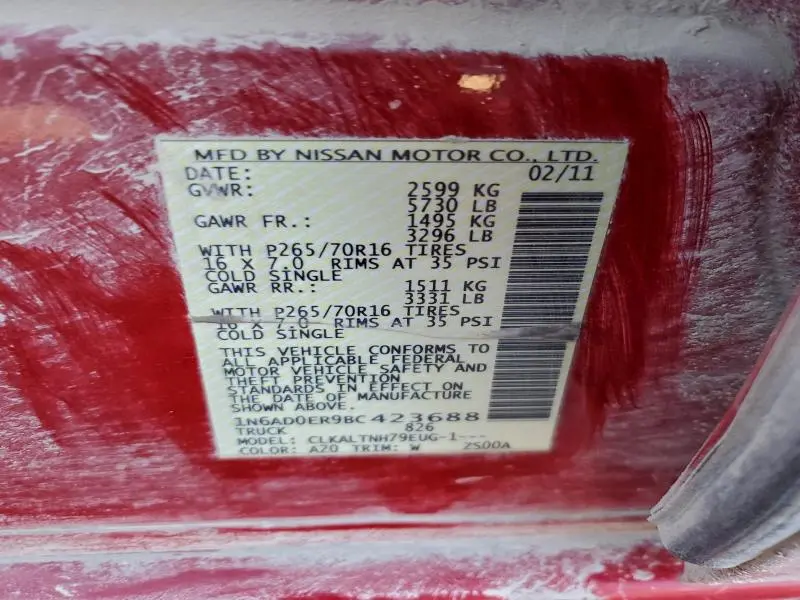 MFD BY NISSAN MOTOR CO., LTD.
DATE: 02/11
GVWR: 2599 KG
5730 LB
GAWR FR.: 1495 KG
3296 LB
WITH P265/70R16 TIRES
16 X 7.0 RIMS AT 35 PSI
COLD SINGLE
GAWR RR.: 1511 KG
3331 LB
WITH P265/70R16 TIRES
16 X 7.0 RIMS AT 35 PSI
COLD SINGLE
THIS VEHICLE CONFORMS TO
ALL APPLICABLE FEDERAL
MOTOR VEHICLE SAFETY AND
THEFT PREVENTION
STANDARDS IN EFFECT ON
THE DATE OF MANUFACTURE
SHOWN ABOVE.
1N6AD0ER9BC423688
TRUCK 826
MODEL: CLKALTNH79EUG-1---
COLOR: A20 TRIM: W 2S00A